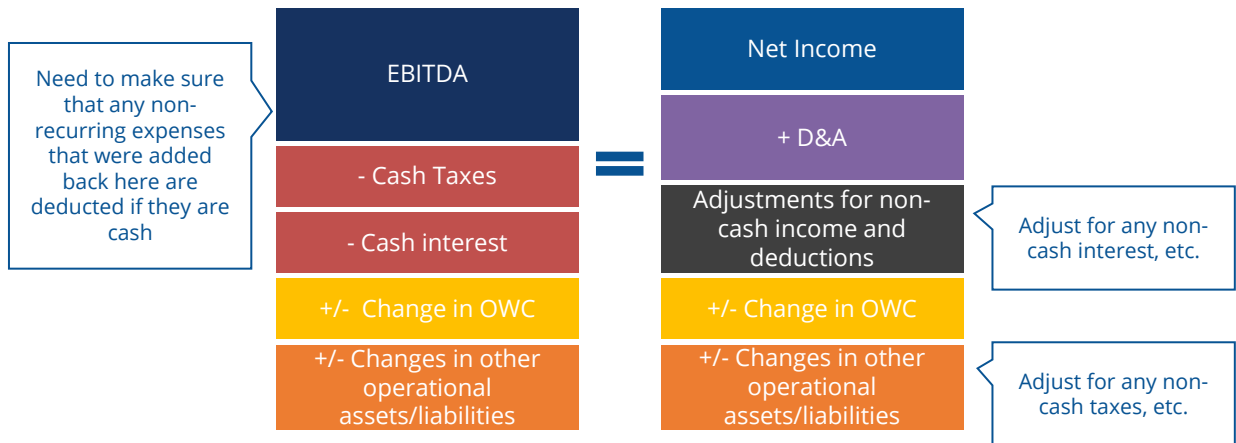 Need to make sure
that any non-
recurring expenses
that were added
back here are
deducted if they are
cash
EBITDA
- Cash Taxes
- Cash interest
+/-  Change in OWC
+/- Changes in other
operational
assets/liabilities
=
Net Income
+ D&A
Adjustments for non-
cash income and
deductions
+/- Change in OWC
+/- Changes in other
operational
assets/liabilities
Adjust for any non-
cash interest, etc.
Adjust for any non-
cash taxes, etc.